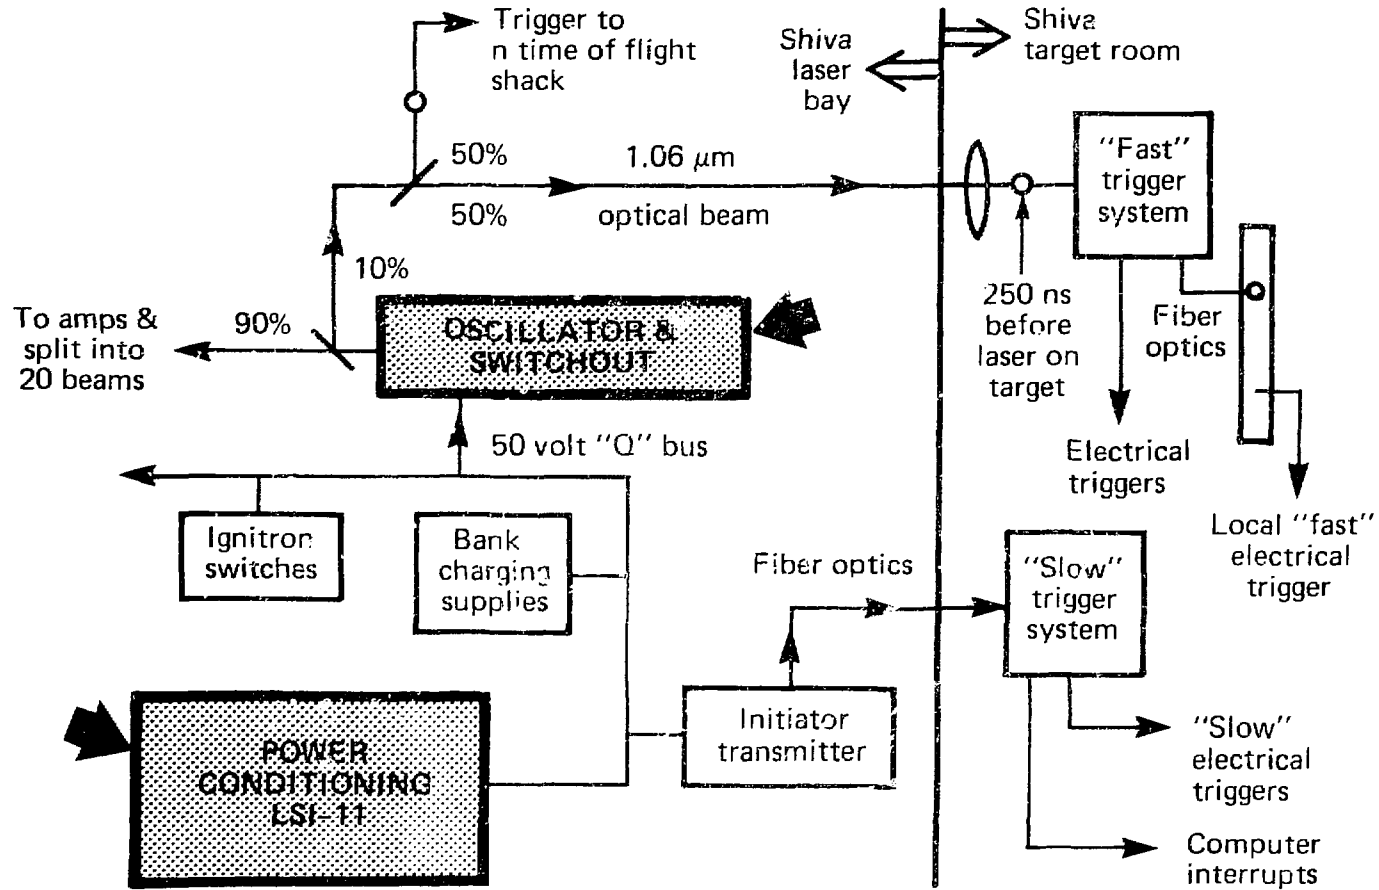 Trigger to
n time of flight
shack
Shiva
laser
bay
Shiva
target room
50%
1.06 μm
50%
optical beam
"Fast"
trigger
system
10%
To amps &
split into
20 beams
90%
OSCILLATOR &
SWITCHOUT
250 ns
before
laser on
target
Fiber
optics
50 volt "Q" bus
Electrical
triggers
Ignitron
switches
Bank
charging
supplies
Local "fast"
electrical
trigger
Fiber optics
"Slow"
trigger
system
Initiator
transmitter
POWER
CONDITIONING
LSI-11
"Slow"
electrical
triggers
Computer
interrupts